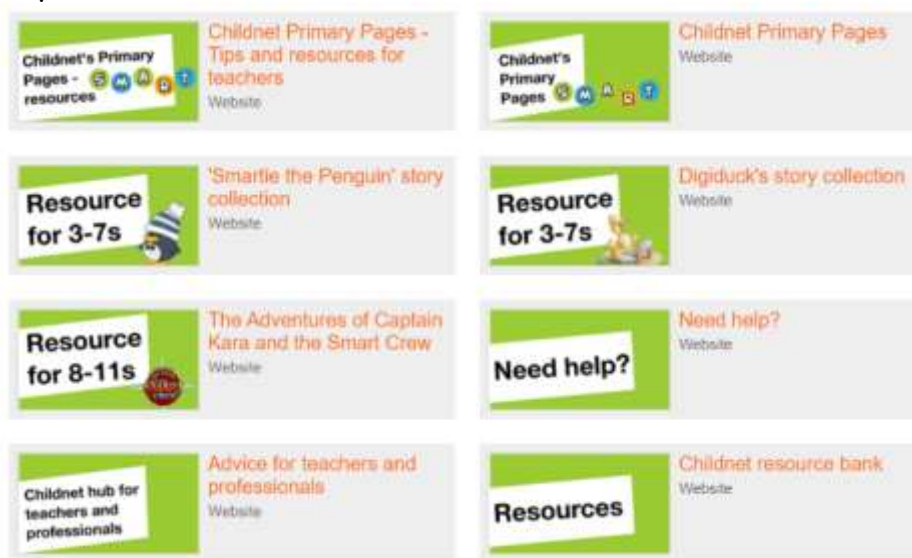 Childnet's Primary
Pages - SMART
resources
Childnet Primary Pages -
Tips and resources for
teachers
Website
Childnet's
Primary
Pages SMART
Childnet Primary Pages
Website
Resource
for 3-7s
'Smartie the Penguin' story
collection
Website
Resource
for 3-7s
Digiduck's story collection
Website
Resource
for 8-11s
The Adventures of Captain
Kara and the Smart Crew
Website
Need help?
Need help?
Website
Childnet hub for
teachers and
professionals
Advice for teachers and
professionals
Website
Resources
Childnet resource bank
Website